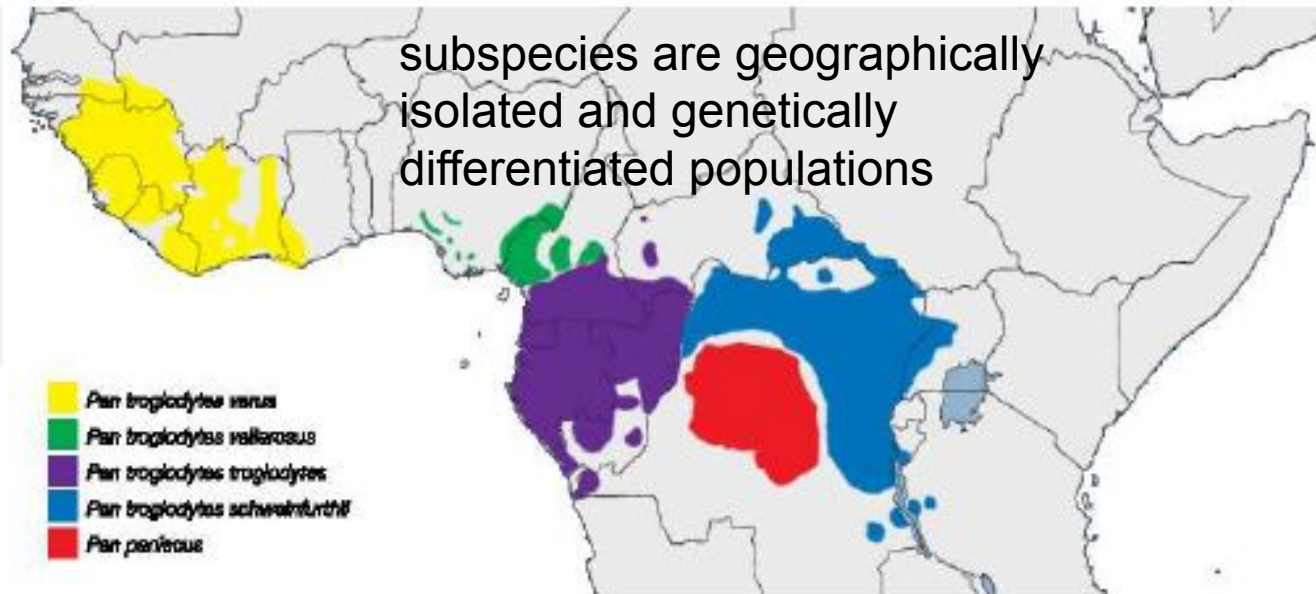 subspecies are geographically
isolated and genetically
differentiated populations
Pan troglodytes verus
Pan troglodytes vellerosus
Pan troglodytes troglodytes
Pan troglodytes schweinfurthii
Pan paniscus